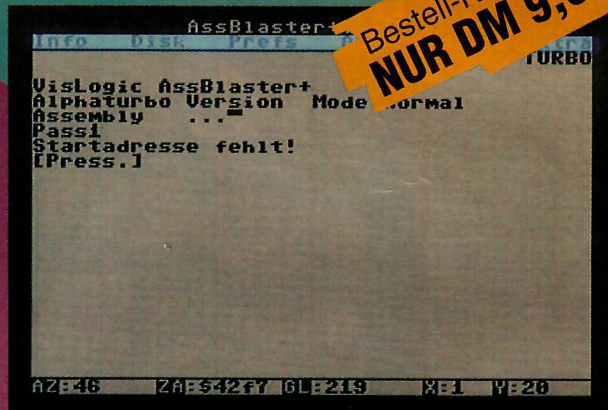 AssBlaster+
Bestell-
NUR DM 9,
Info Disk Prefs
TURBO
VisLogic AssBlaster+
Alphaturbo Version Mode Normal
Assembly ...
Pass1
Startadresse fehlt!
[Press.]
AZ:46 ZA:$42f7 GL:219 X:1 Y:20